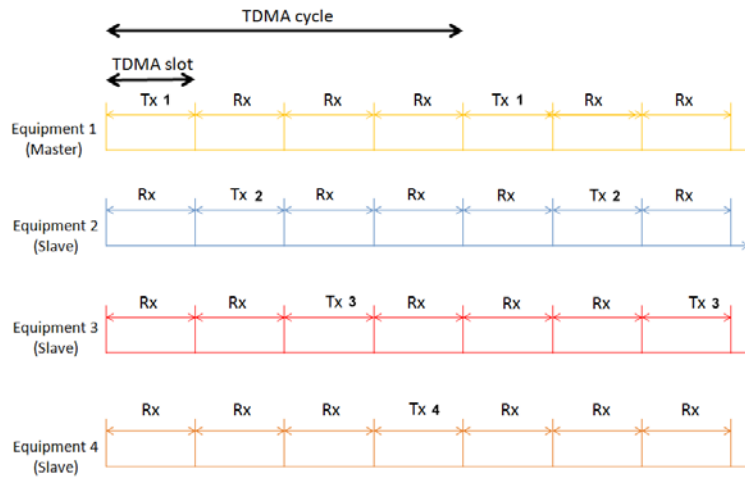 TDMA cycle
TDMA slot
Tx 1 Rx Rx Rx Tx 1 Rx Rx
Equipment 1
(Master)
Rx Tx 2 Rx Rx Rx Tx 2 Rx
Equipment 2
(Slave)
Rx Rx Tx 3 Rx Rx Rx Tx 3
Equipment 3
(Slave)
Rx Rx Rx Tx 4 Rx Rx Rx
Equipment 4
(Slave)